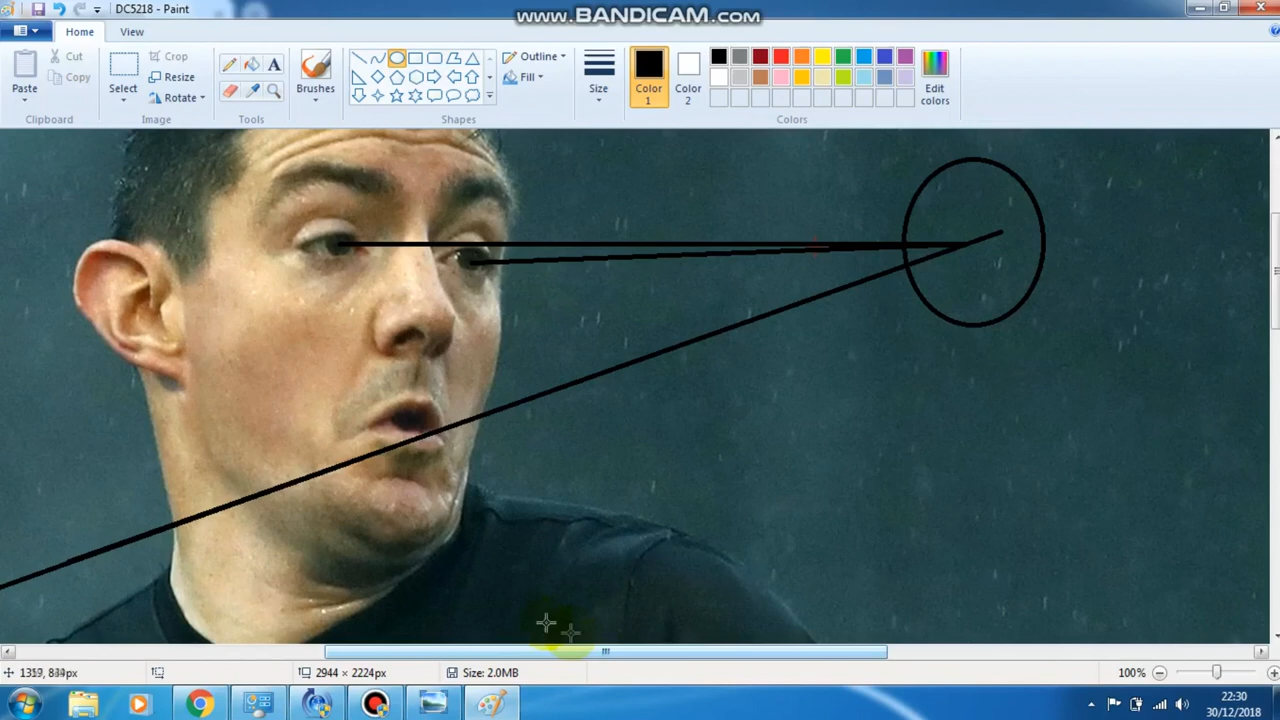 DC5218 - Paint
www.BANDICAM.com
Home
View
Paste
Cut
Copy
Clipboard
Select
Crop
Resize
Rotate
Image
A
Tools
Brushes
Outline
Fill
Shapes
Size
Color 1
Color 2
Edit colors
Colors
2944 × 2224px
Size: 2.0MB
100%
22:30
30/12/2018